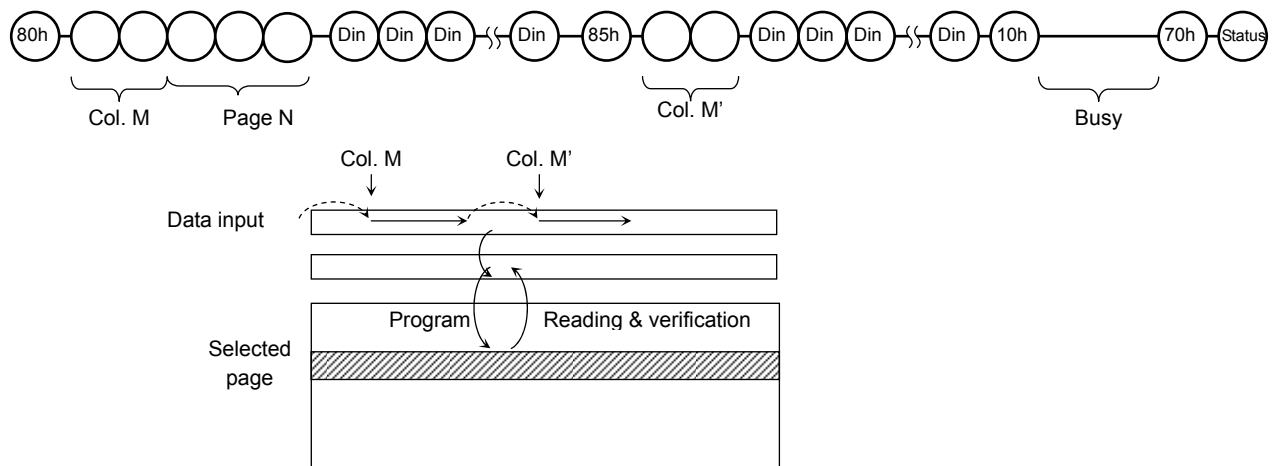 80h Din Din Din Din 85h Din Din Din Din 10h 70h Status
Col. M Page N Col. M’ Busy
Col. M Col. M’
Data input
Program Reading & verification
Selected
page